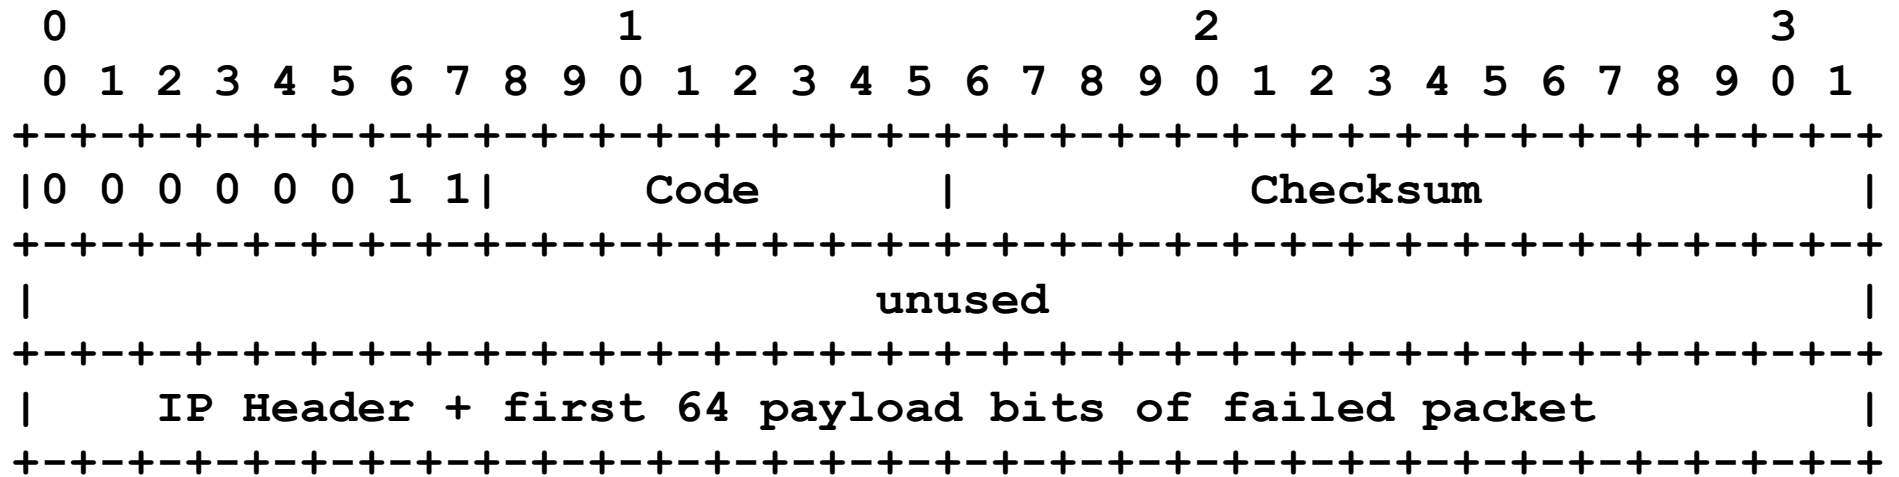 0                   1                   2                   3
0 1 2 3 4 5 6 7 8 9 0 1 2 3 4 5 6 7 8 9 0 1 2 3 4 5 6 7 8 9 0 1
+-+-+-+-+-+-+-+-+-+-+-+-+-+-+-+-+-+-+-+-+-+-+-+-+-+-+-+-+-+-+-+-+
|0 0 0 0 0 0 1 1|     Code      |          Checksum             |
+-+-+-+-+-+-+-+-+-+-+-+-+-+-+-+-+-+-+-+-+-+-+-+-+-+-+-+-+-+-+-+-+
|                             unused                            |
+-+-+-+-+-+-+-+-+-+-+-+-+-+-+-+-+-+-+-+-+-+-+-+-+-+-+-+-+-+-+-+-+
|    IP Header + first 64 payload bits of failed packet         |
+-+-+-+-+-+-+-+-+-+-+-+-+-+-+-+-+-+-+-+-+-+-+-+-+-+-+-+-+-+-+-+-+